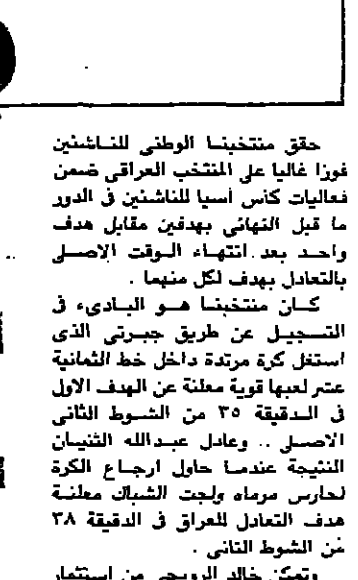 حقق منتخبنا الوطني للناشئين
فوزا غاليا على المنتخب العراقي ضمن
فعاليات كاس اسيا للناشئين في الدور
ما قبل النهائي بهدفين مقابل هدف
واحد بعد انتهاء الوقت الاصلي
بالتعادل بهدف لكل منهما .
كان منتخبنا هو البادىء في
التسجيل عن طريق جبرتي الذي
استغل كرة مرتدة داخل خط الثمانية
عشر لعبها قوية معلنة عن الهدف الاول
في الدقيقة ٣٥ من الشوط الثاني
الاصلي .. وعادل عبدالله الثنيان
النتيجة عندما حاول ارجاع الكرة
لحارس مرماه ولجت الشباك معلنة
هدف التعادل للعراق في الدقيقة ٣٨
من الشوط الثاني .
وتمكن خالد الرويحي من استثمار